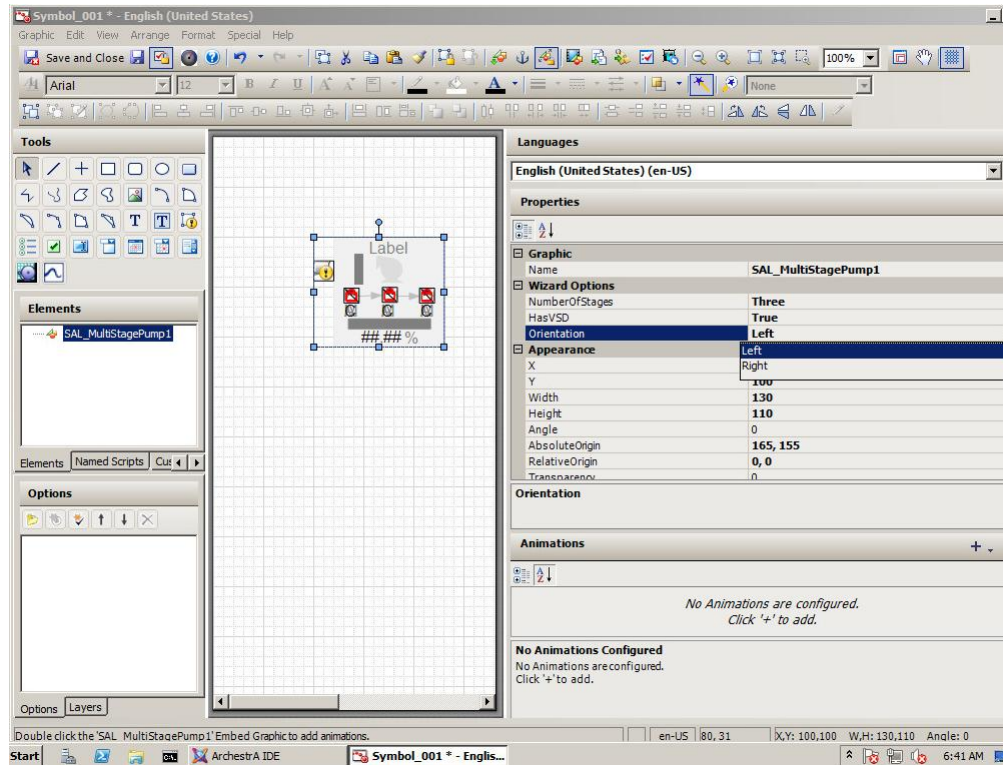 Symbol_001 * - English (United States)
Graphic Edit View Arrange Format Special Help
Save and Close 100%
Arial 12 B I U A None
Tools
T T
Elements
SAL_MultiStagePump1
Elements Named Scripts Cus
Options
Options Layers
Label
##.## %
Languages
English (United States) (en-US)
Properties
Graphic
Name SAL_MultiStagePump1
Wizard Options
NumberOfStages Three
HasVSD True
Orientation Left
Appearance Left
X Right
Y 100
Width 130
Height 110
Angle 0
AbsoluteOrigin 165, 155
RelativeOrigin 0, 0
Transparency 0
Orientation
Animations
No Animations are configured.
Click '+' to add.
No Animations Configured
No Animations are configured.
Click '+' to add.
Double click the 'SAL_MultiStagePump1' Embed Graphic to add animations. en-US 80, 31 X,Y: 100,100 W,H: 130,110 Angle: 0
Start ArchestrA IDE Symbol_001 * - Englis... 6:41 AM